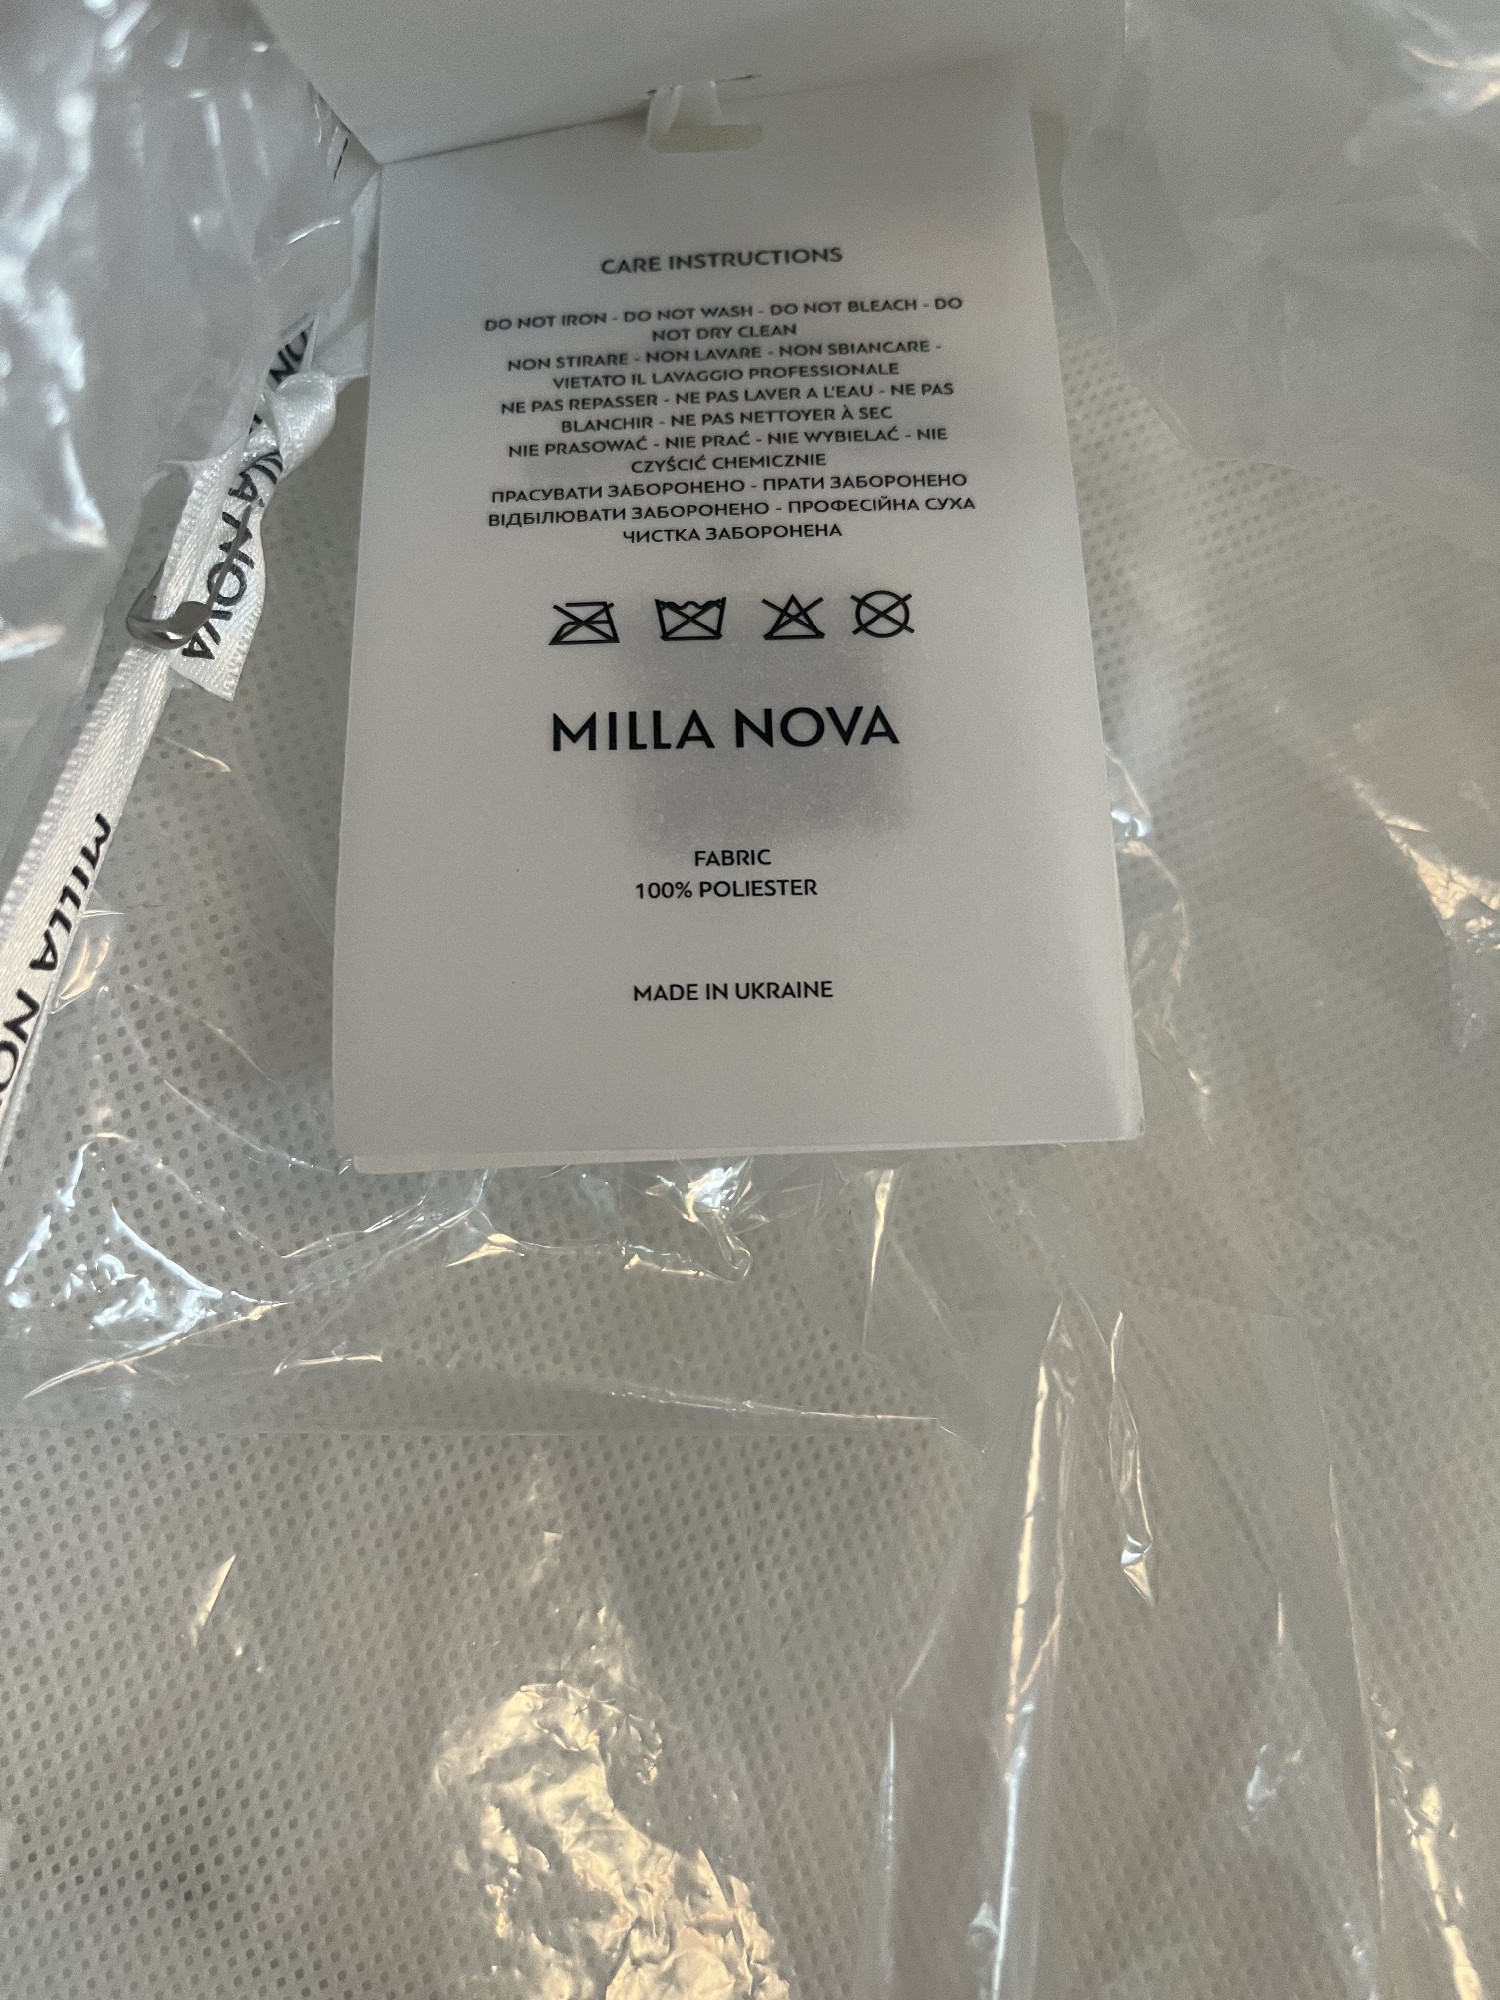 CARE INSTRUCTIONS
DO NOT IRON - DO NOT WASH - DO NOT BLEACH - DO
NOT DRY CLEAN
NON STIRARE - NON LAVARE - NON SBIANCARE -
VIETATO IL LAVAGGIO PROFESSIONALE
NE PAS REPASSER - NE PAS LAVER A L'EAU - NE PAS
BLANCHIR - NE PAS NETTOYER À SEC
NIE PRASOWAĆ - NIE PRAĆ - NIE WYBIELAĆ - NIE
CZYŚCIĆ CHEMICZNIE
ПРАСУВАТИ ЗАБОРОНЕНО - ПРАТИ ЗАБОРОНЕНО
ВІДБІЛЮВАТИ ЗАБОРОНЕНО - ПРОФЕСІЙНА СУХА
ЧИСТКА ЗАБОРОНЕНА
MILLA NOVA
FABRIC
100% POLIESTER
MADE IN UKRAINE
NOVA
MILLA NO